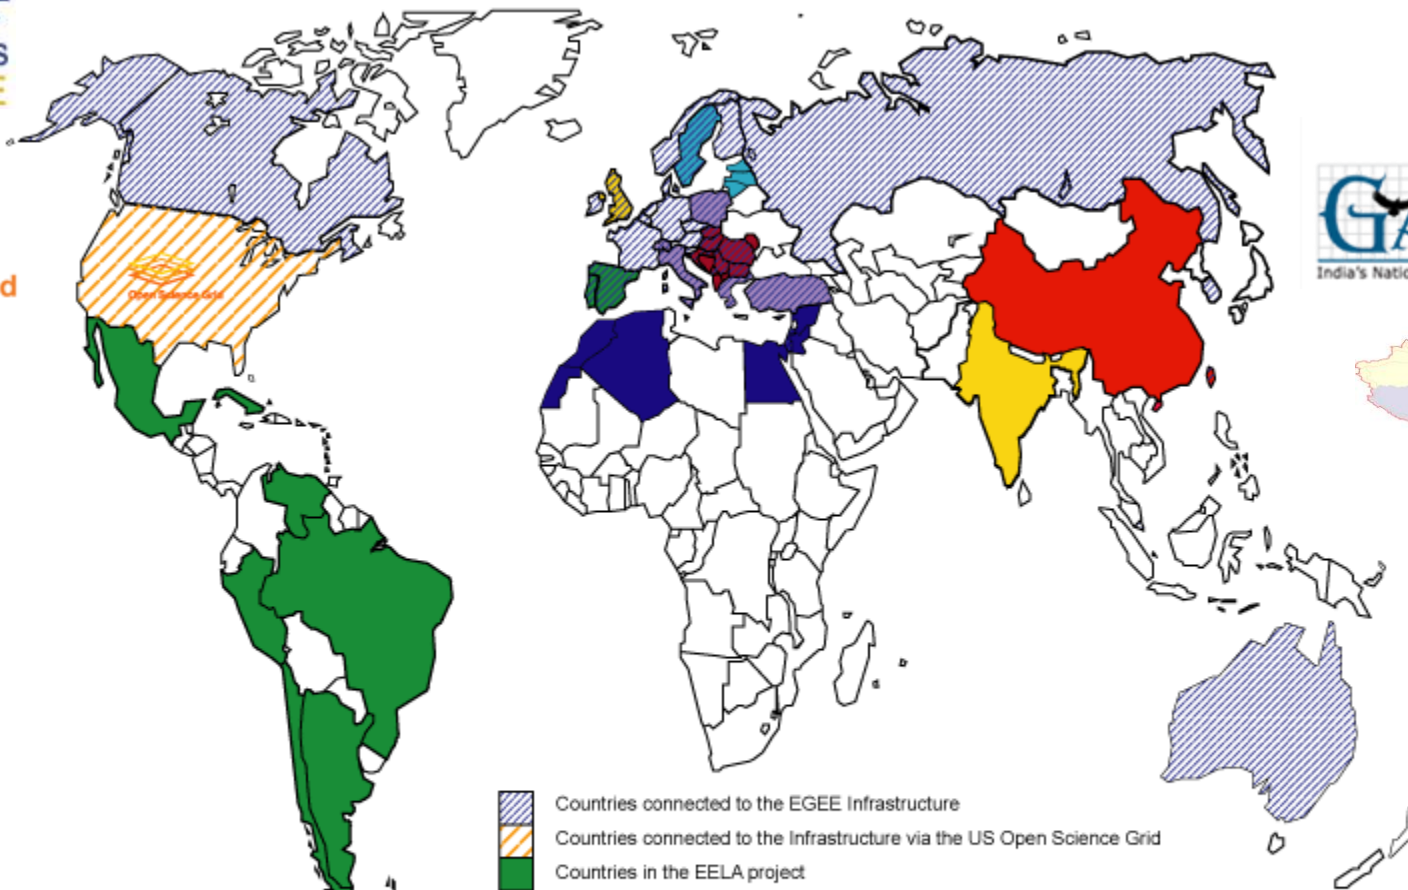 S
d
Open Science Grid
GA
India's Natio
Countries connected to the EGEE Infrastructure
Countries connected to the Infrastructure via the US Open Science Grid
Countries in the EELA project